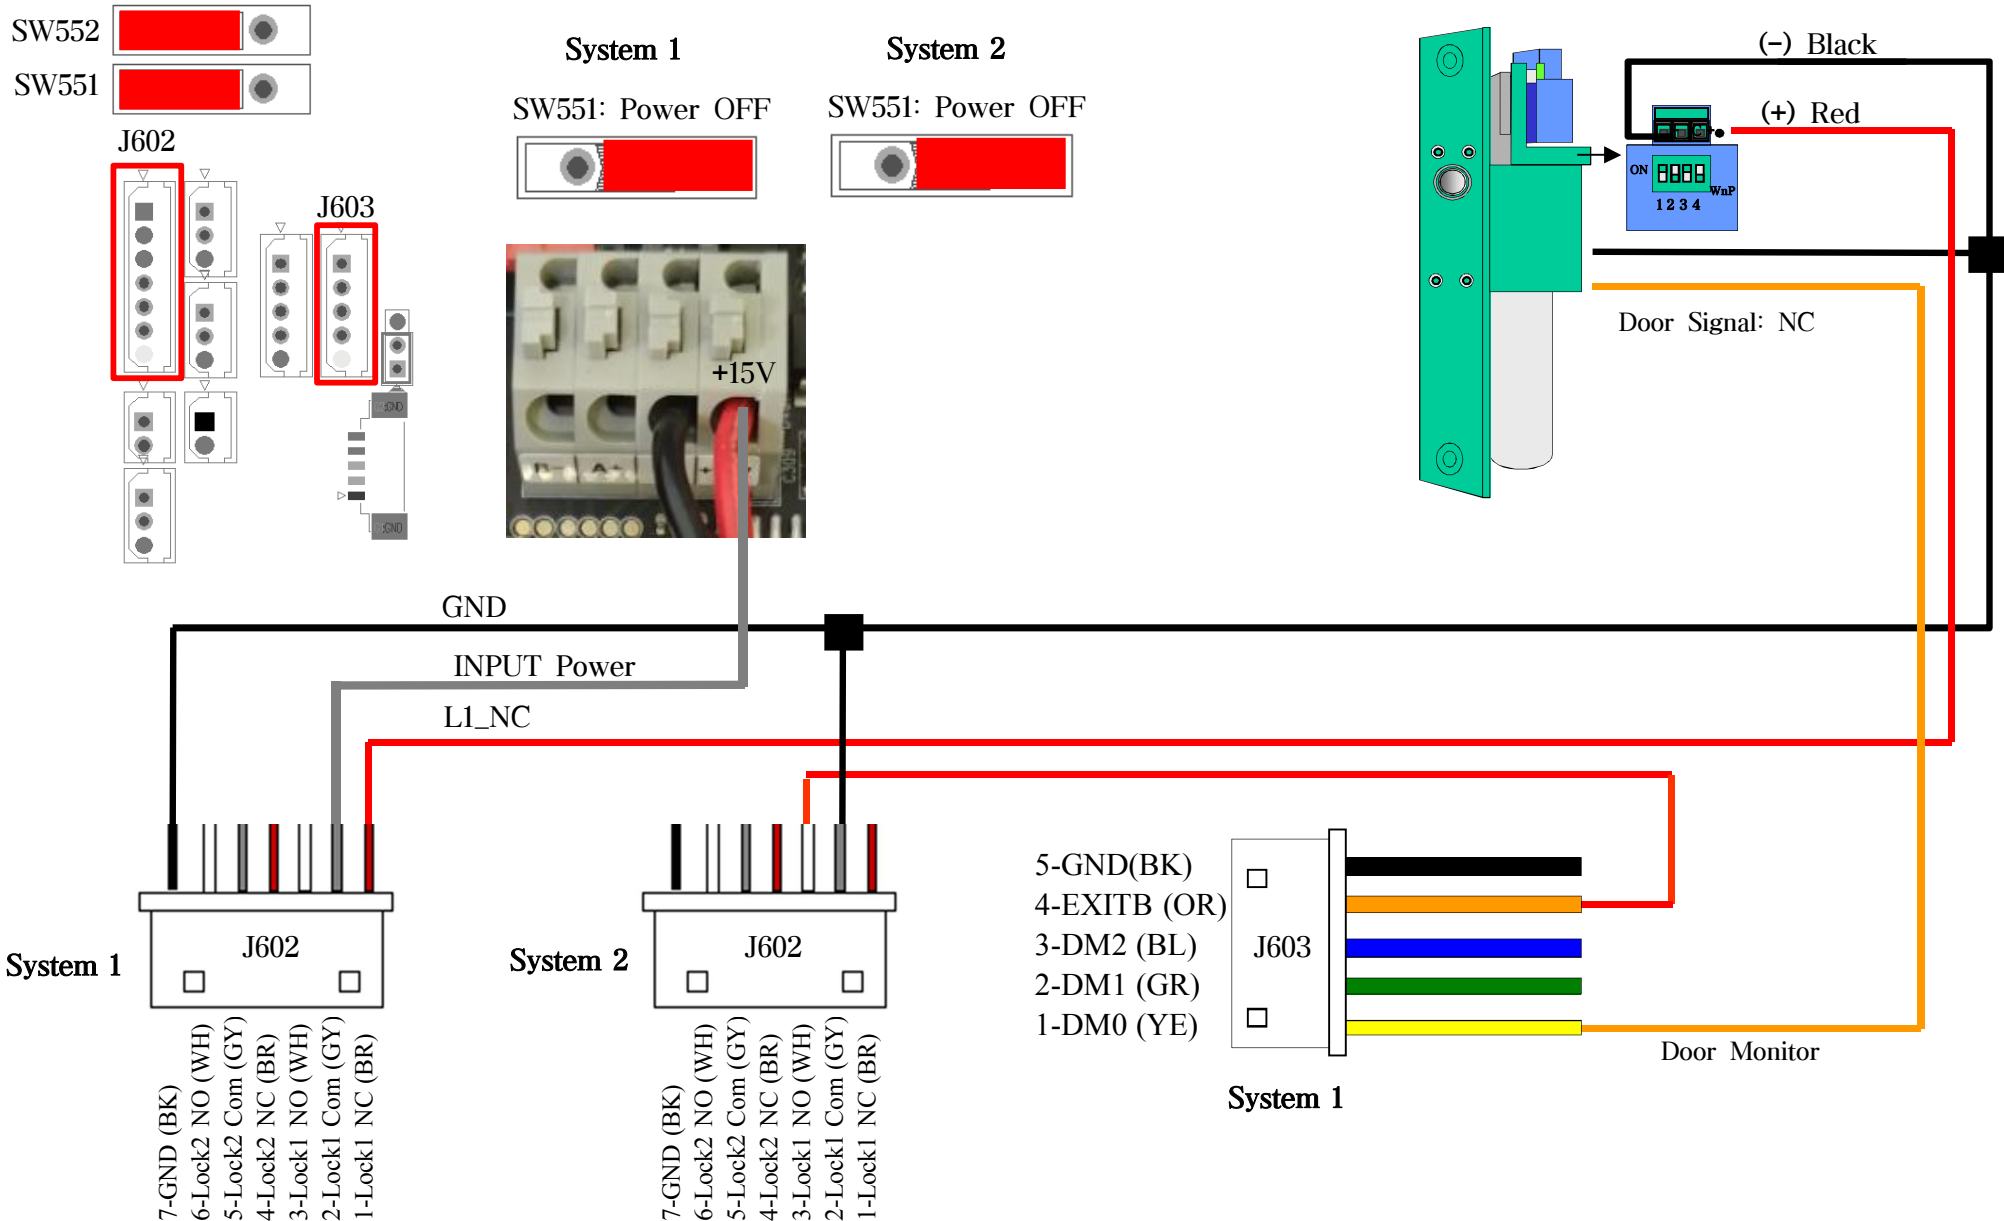 SW552
SW551
J602
J603
:GND
:GND
System 1
SW551: Power OFF
System 2
SW551: Power OFF
+15V
B-
A+
(-) Black
(+) Red
ON
WnP
1 2 3 4
Door Signal: NC
GND
INPUT Power
L1_NC
System 1
J602
7-GND (BK)
6-Lock2 NO (WH)
5-Lock2 Com (GY)
4-Lock2 NC (BR)
3-Lock1 NO (WH)
2-Lock1 Com (GY)
1-Lock1 NC (BR)
System 2
J602
7-GND (BK)
6-Lock2 NO (WH)
5-Lock2 Com (GY)
4-Lock2 NC (BR)
3-Lock1 NO (WH)
2-Lock1 Com (GY)
1-Lock1 NC (BR)
5-GND(BK)
4-EXITB (OR)
3-DM2 (BL)
2-DM1 (GR)
1-DM0 (YE)
J603
Door Monitor
System 1